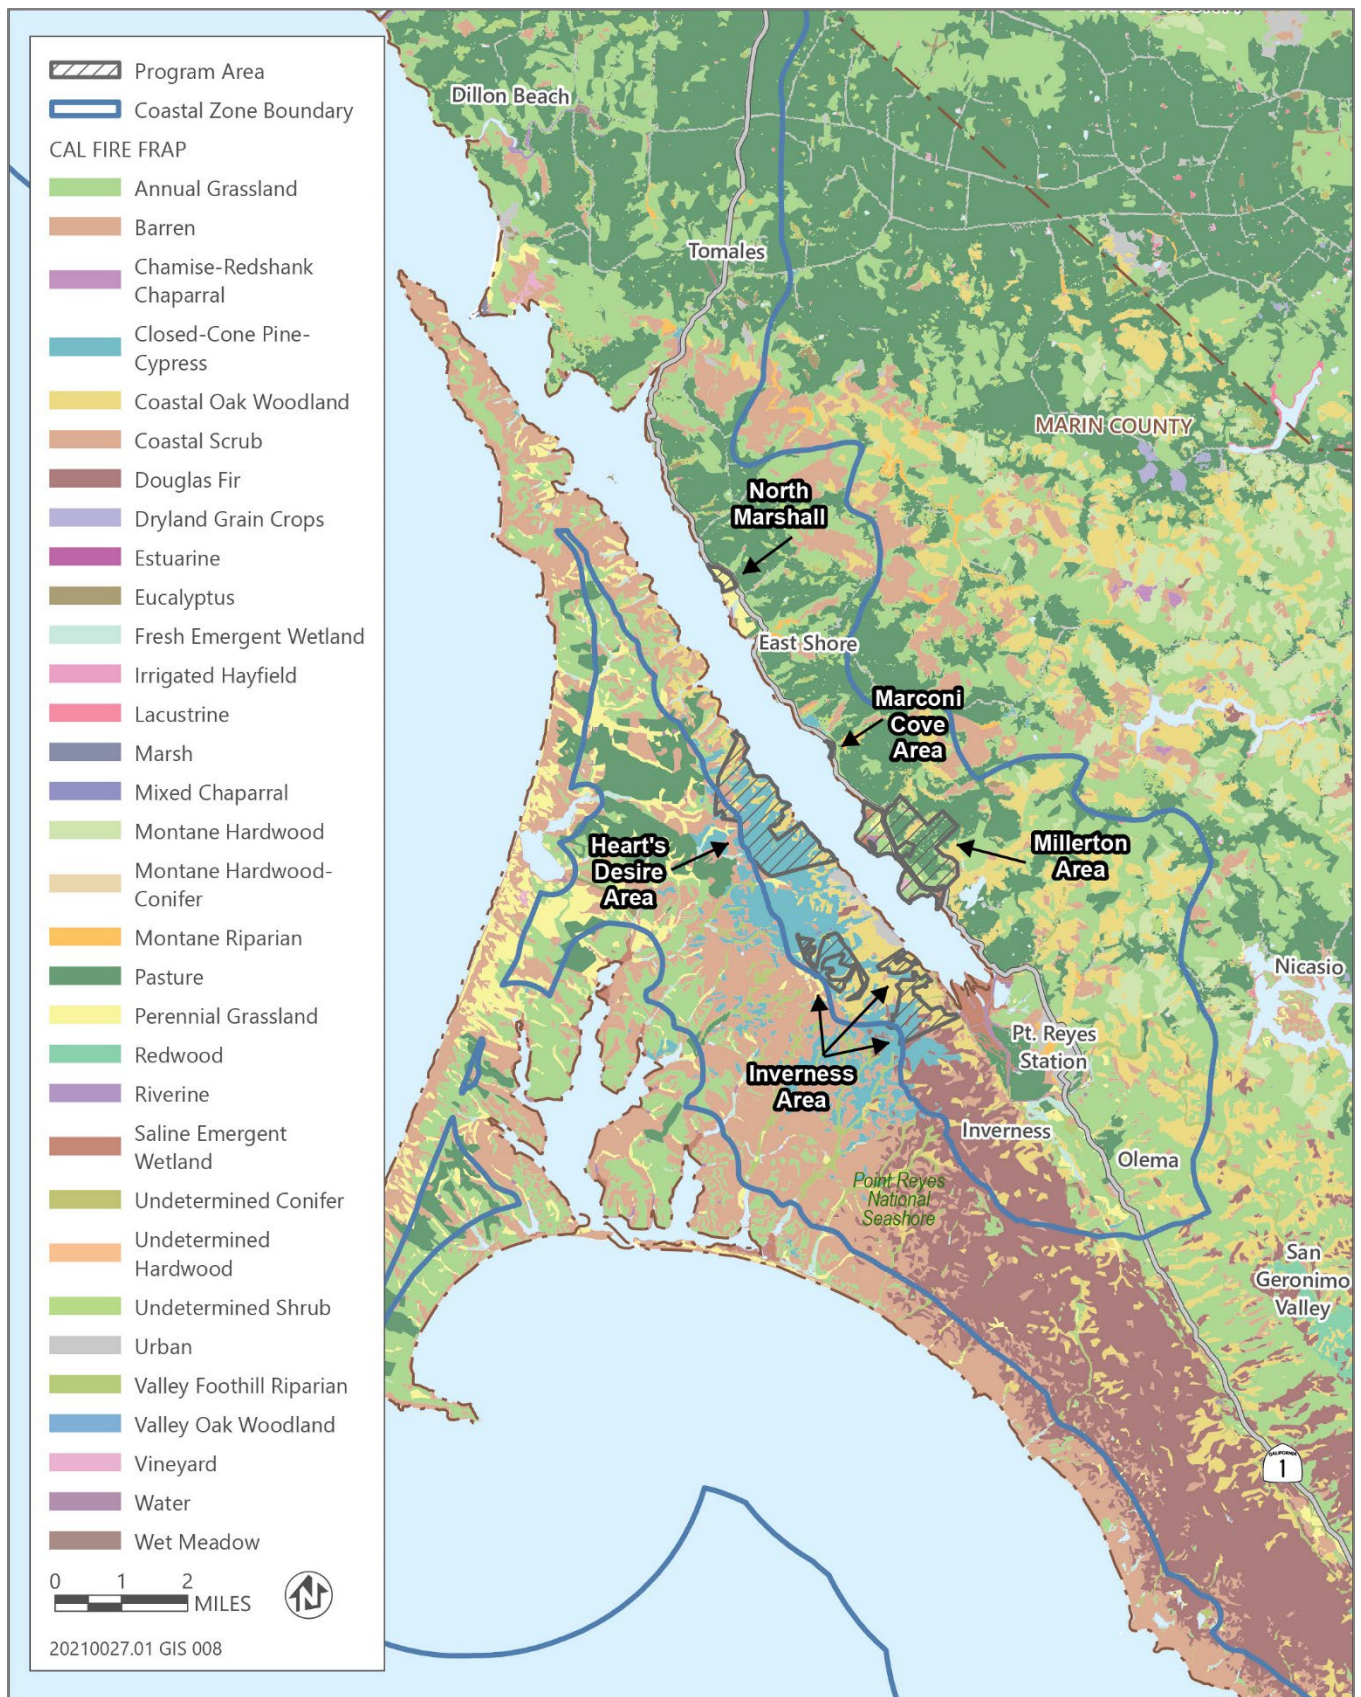 Program Area
Coastal Zone Boundary
CAL FIRE FRAP
Annual Grassland
Barren
Chamise-Redshank
Chaparral
Closed-Cone Pine-
Cypress
Coastal Oak Woodland
Coastal Scrub
Douglas Fir
Dryland Grain Crops
Estuarine
Eucalyptus
Fresh Emergent Wetland
Irrigated Hayfield
Lacustrine
Marsh
Mixed Chaparral
Montane Hardwood
Montane Hardwood-
Conifer
Montane Riparian
Pasture
Perennial Grassland
Redwood
Riverine
Saline Emergent
Wetland
Undetermined Conifer
Undetermined
Hardwood
Undetermined Shrub
Urban
Valley Foothill Riparian
Valley Oak Woodland
Vineyard
Water
Wet Meadow
0 1 2
MILES
N
20210027.01 GIS 008
Dillon Beach
Tomales
MARIN COUNTY
North
Marshall
East Shore
Marconi
Cove
Area
Heart's
Desire
Area
Millerton
Area
Nicasio
Pt. Reyes
Station
Inverness
Area
Inverness
Olema
Point Reyes
National
Seashore
San
Geronimo
Valley
CALIFORNIA
1